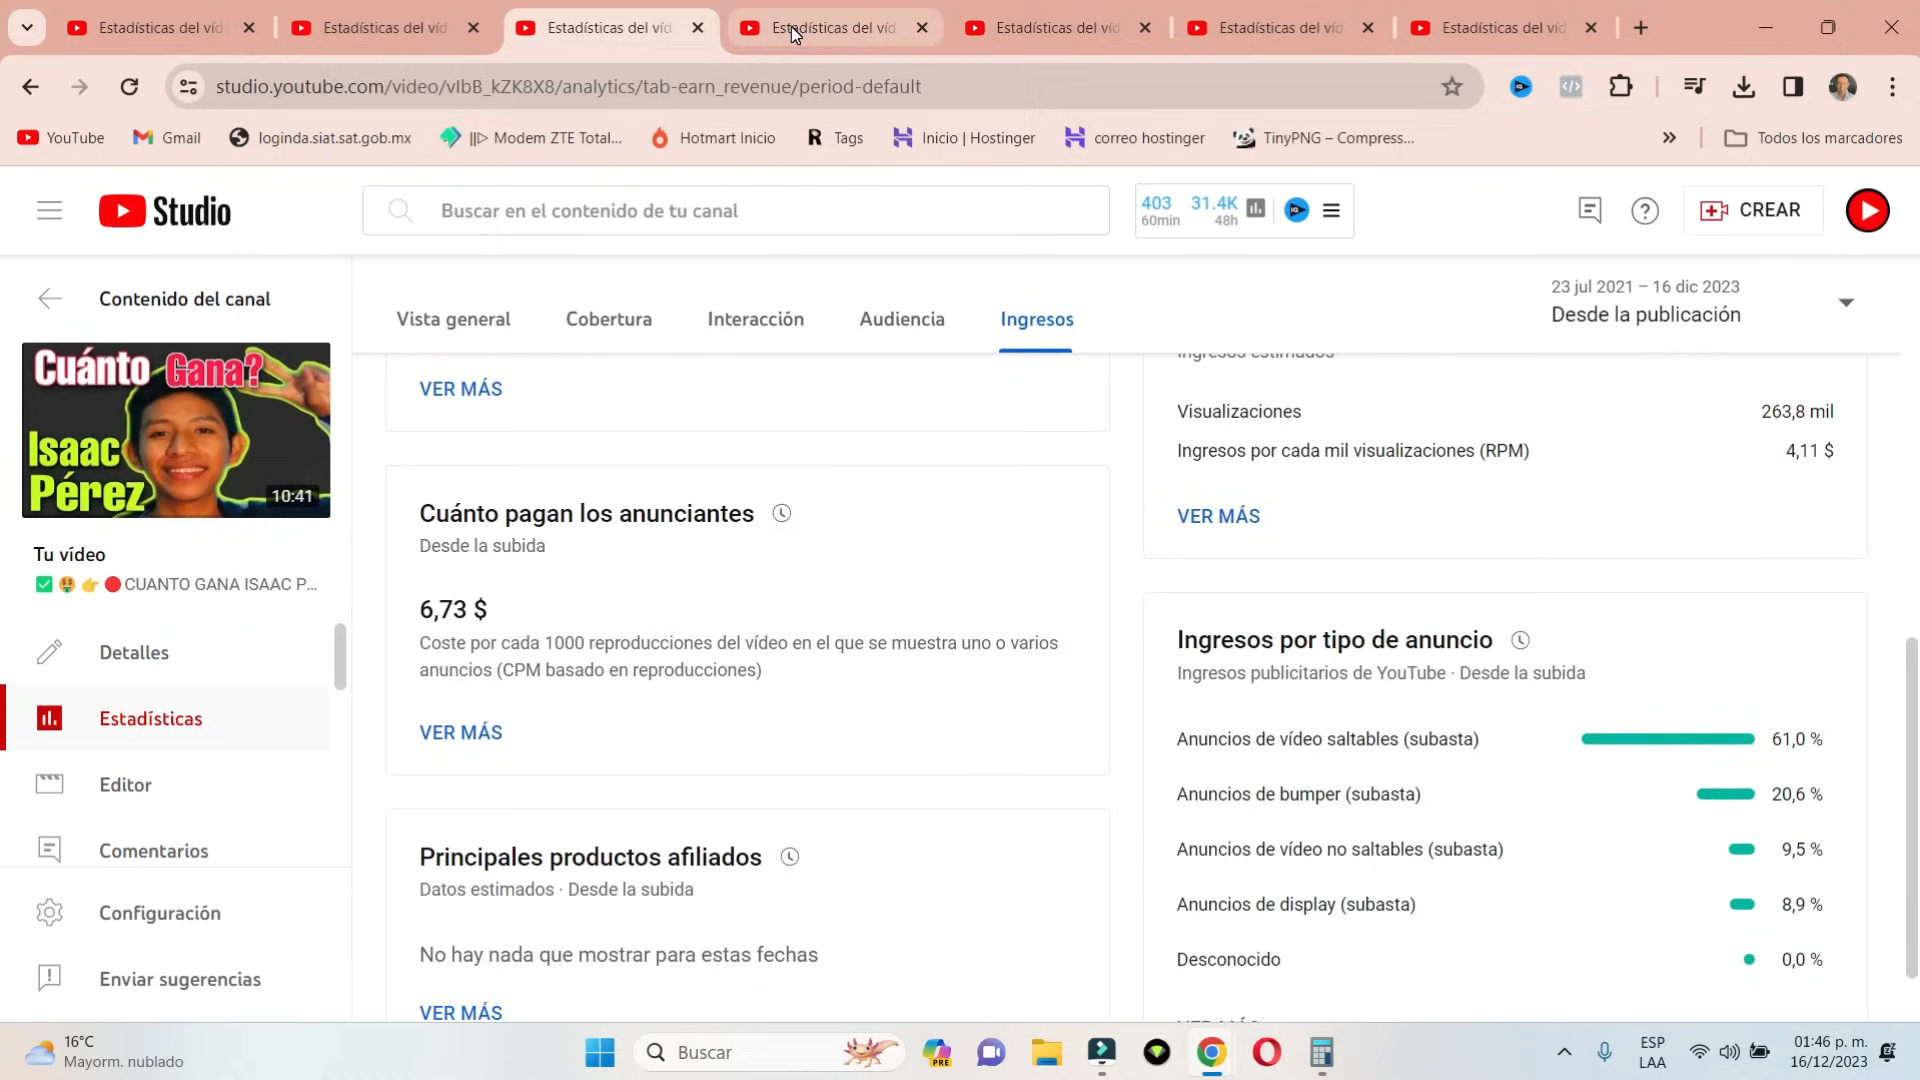 Estadísticas del víd
Estadísticas del víd
Estadísticas del víd
Estadísticas del víd
Estadísticas del víd
Estadísticas del víd
Estadísticas del víd
studio.youtube.com/video/vIbB_kZK8X8/analytics/tab-earn_revenue/period-default
YouTube
Gmail
loginda.siat.sat.gob.mx
||▷ Modem ZTE Total...
Hotmart Inicio
R Tags
Inicio | Hostinger
correo hostinger
TinyPNG – Compress...
»
Todos los marcadores
Studio
Buscar en el contenido de tu canal
403
60min
31.4K
48h
CREAR
Contenido del canal
Cuánto Gana?
Isaac
Pérez
10:41
Tu vídeo
CUANTO GANA ISAAC P...
Detalles
Estadísticas
Editor
Comentarios
Configuración
Enviar sugerencias
Vista general
Cobertura
Interacción
Audiencia
Ingresos
23 jul 2021 – 16 dic 2023
Desde la publicación
VER MÁS
Cuánto pagan los anunciantes
Desde la subida
6,73 $
Coste por cada 1000 reproducciones del vídeo en el que se muestra uno o varios
anuncios (CPM basado en reproducciones)
VER MÁS
Principales productos afiliados
Datos estimados · Desde la subida
No hay nada que mostrar para estas fechas
VER MÁS
Ingresos estimados
Visualizaciones 263,8 mil
Ingresos por cada mil visualizaciones (RPM) 4,11 $
VER MÁS
Ingresos por tipo de anuncio
Ingresos publicitarios de YouTube · Desde la subida
Anuncios de vídeo saltables (subasta) 61,0 %
Anuncios de bumper (subasta) 20,6 %
Anuncios de vídeo no saltables (subasta) 9,5 %
Anuncios de display (subasta) 8,9 %
Desconocido 0,0 %
VER MÁS
16°C
Mayorm. nublado
Buscar
PRE
ESP
LAA
01:46 p. m.
16/12/2023